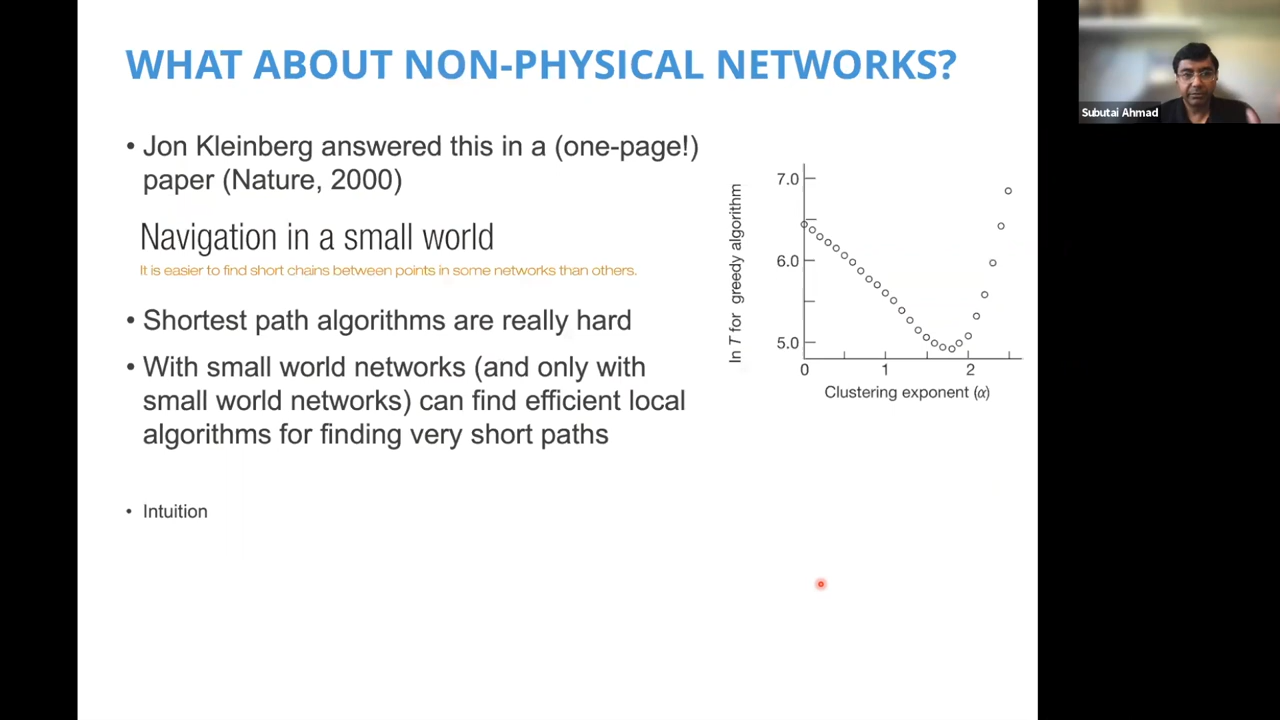 WHAT ABOUT NON-PHYSICAL NETWORKS?
Subutai Ahmad
• Jon Kleinberg answered this in a (one-page!)
paper (Nature, 2000)
Navigation in a small world
It is easier to find short chains between points in some networks than others.
• Shortest path algorithms are really hard
• With small world networks (and only with
small world networks) can find efficient local
algorithms for finding very short paths
• Intuition
ln T for greedy algorithm
7.0
6.0
5.0
0 1 2
Clustering exponent (α)